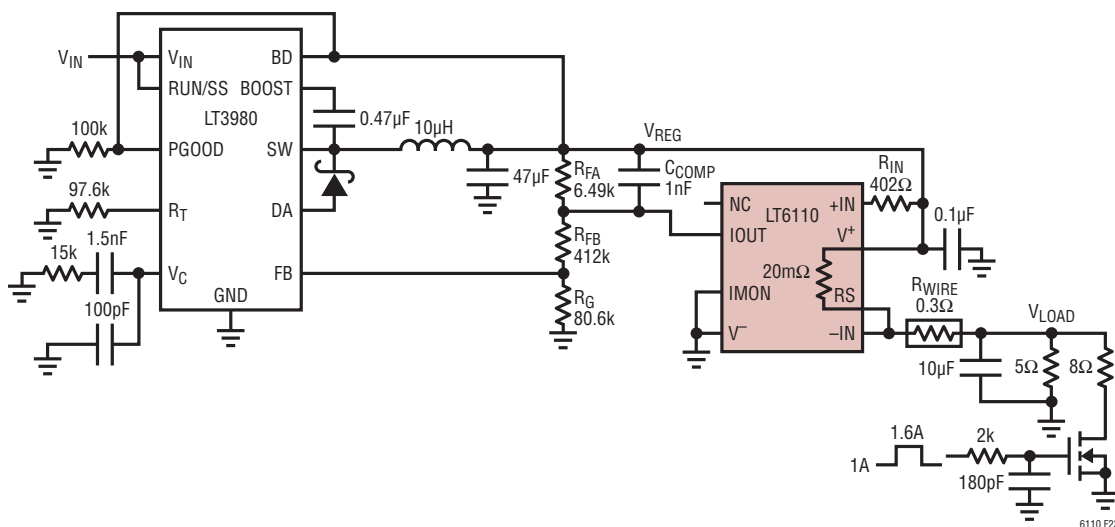 VIN
VIN
BD
RUN/SS
BOOST
LT3980
0.47µF
100k
10µH
VREG
PGOOD
SW
RFA
6.49k
CCOMP
1nF
47µF
97.6k
RT
DA
RIN
402Ω
NC
LT6110
+IN
0.1µF
IOUT
V+
1.5nF
15k
RFB
412k
VC
FB
20mΩ
100pF
GND
RG
80.6k
IMON
RS
RWIRE
0.3Ω
VLOAD
V–
–IN
10µF
5Ω
8Ω
1.6A
1A
2k
180pF